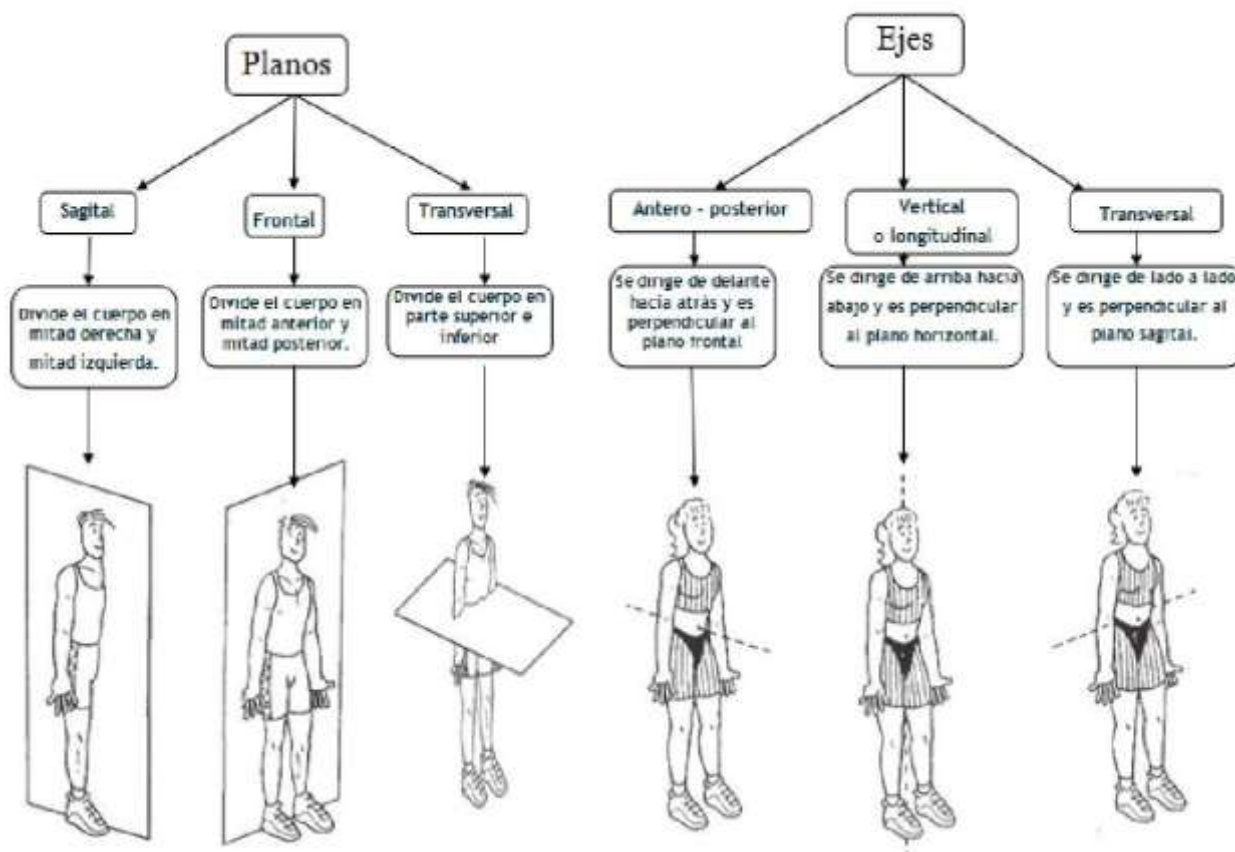 Planos
Sagital
Frontal
Transversal
Divide el cuerpo en
mitad derecha y
mitad izquierda.
Divide el cuerpo en
mitad anterior y
mitad posterior.
Divide el cuerpo en
parte superior e
inferior
Ejes
Antero - posterior
Vertical
o longitudinal
Transversal
Se dirige de delante
hacia atrás y es
perpendicular al
plano frontal
Se dirige de arriba hacia
abajo y es perpendicular
al plano horizontal.
Se dirige de lado a lado
y es perpendicular al
plano sagital.